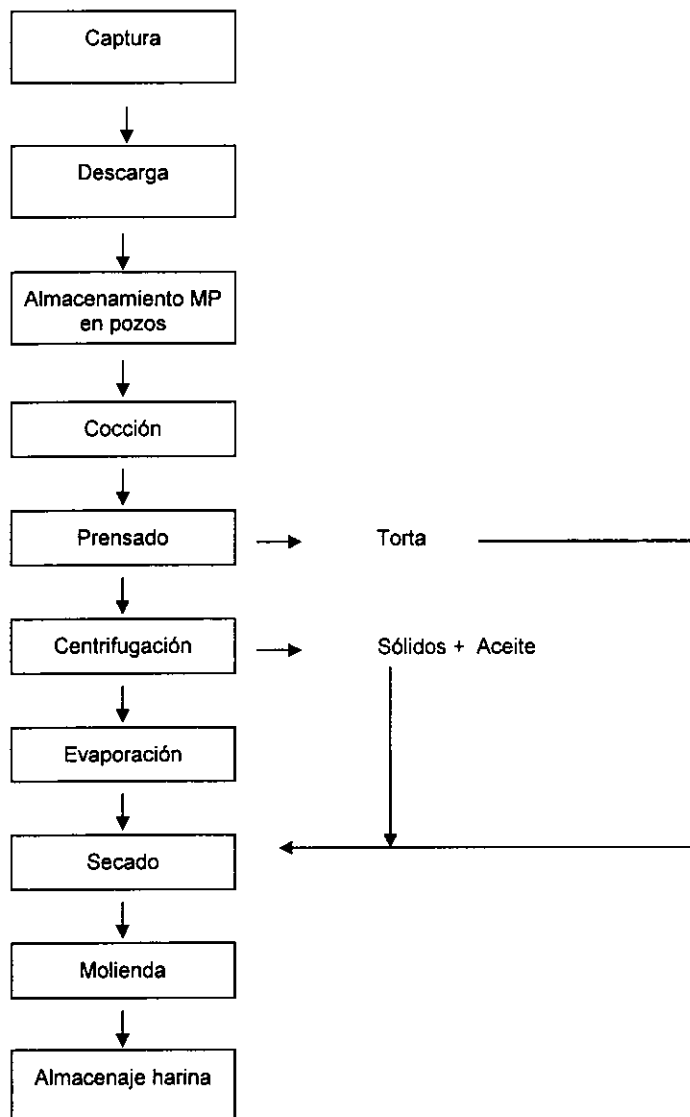 Captura
Descarga
Almacenamiento MP
en pozos
Cocción
Prensado
Torta
Centrifugación
Sólidos + Aceite
Evaporación
Secado
Molienda
Almacenaje harina